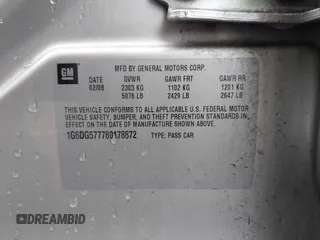 GM
MFD BY GENERAL MOTORS CORP.
DATE GVWR GAWR FRT GAWR RR
02/08 2303 KG 1102 KG 1201 KG
5076 LB 2429 LB 2647 LB
THIS VEHICLE CONFORMS TO ALL APPLICABLE U.S. FEDERAL MOTOR
VEHICLE SAFETY, BUMPER, AND THEFT PREVENTION STANDARDS
IN EFFECT ON THE DATE OF MANUFACTURE SHOWN ABOVE.
1G6DG577780178872 TYPE: PASS CAR
DREAMBID